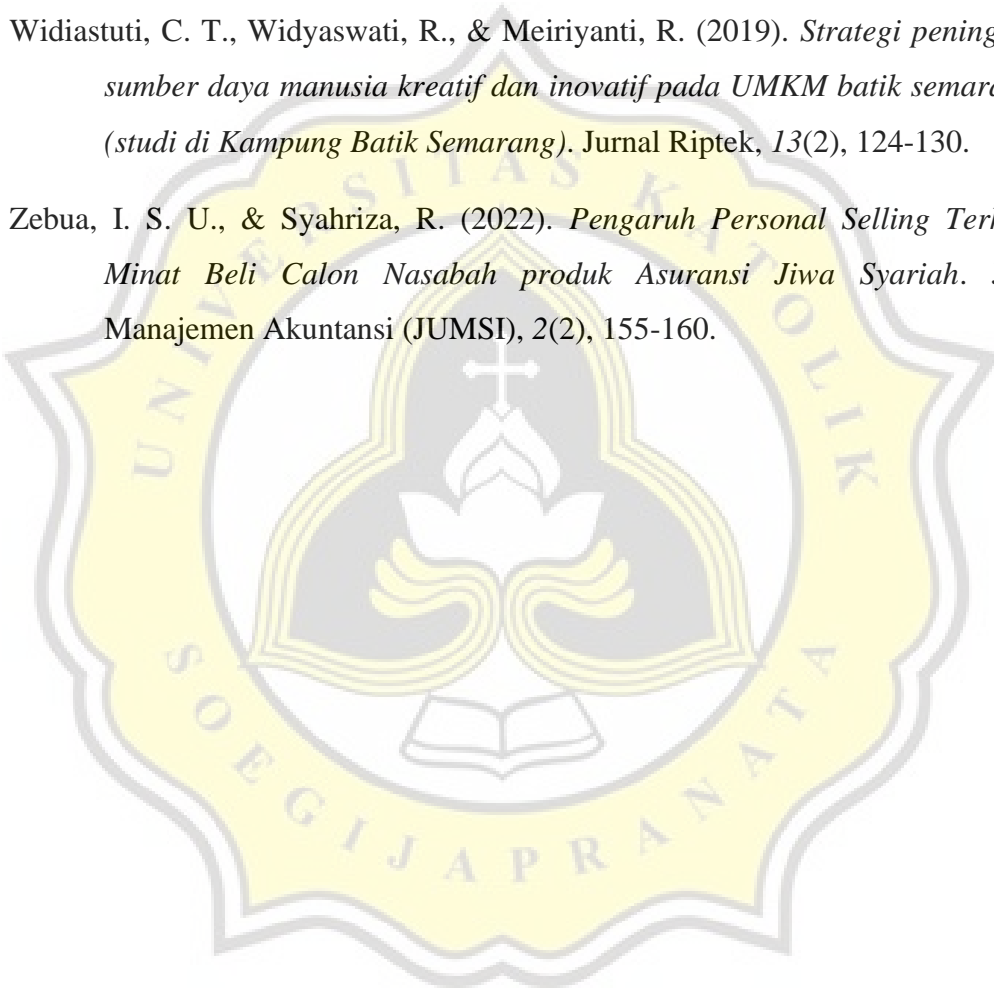 Widiastuti, C. T., Widyaswati, R., & Meiriyanti, R. (2019). Strategi pening
sumber daya manusia kreatif dan inovatif pada UMKM batik semara
(studi di Kampung Batik Semarang). Jurnal Riptek, 13(2), 124-130.
Zebua, I. S. U., & Syahriza, R. (2022). Pengaruh Personal Selling Terh
Minat Beli Calon Nasabah produk Asuransi Jiwa Syariah.
Manajemen Akuntansi (JUMSI), 2(2), 155-160.
UNIVERSITAS KATOLIK
SOEGIJAPRANATA